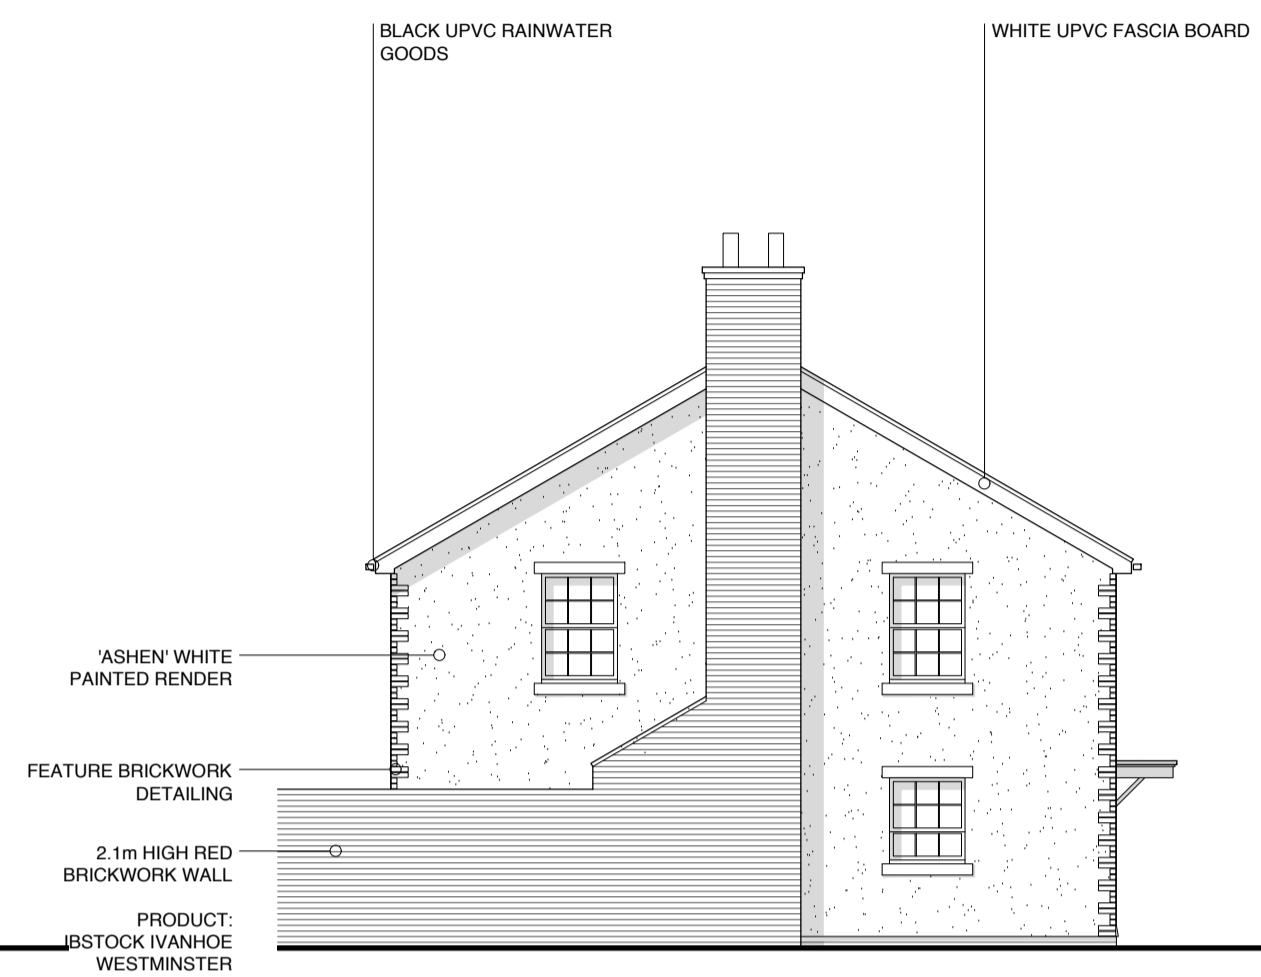 BLACK UPVC RAINWATER
GOODS
WHITE UPVC FASCIA BOARD
'ASHEN' WHITE
PAINTED RENDER
FEATURE BRICKWORK
DETAILING
2.1m HIGH RED
BRICKWORK WALL
PRODUCT:
IBSTOCK IVANHOE
WESTMINSTER